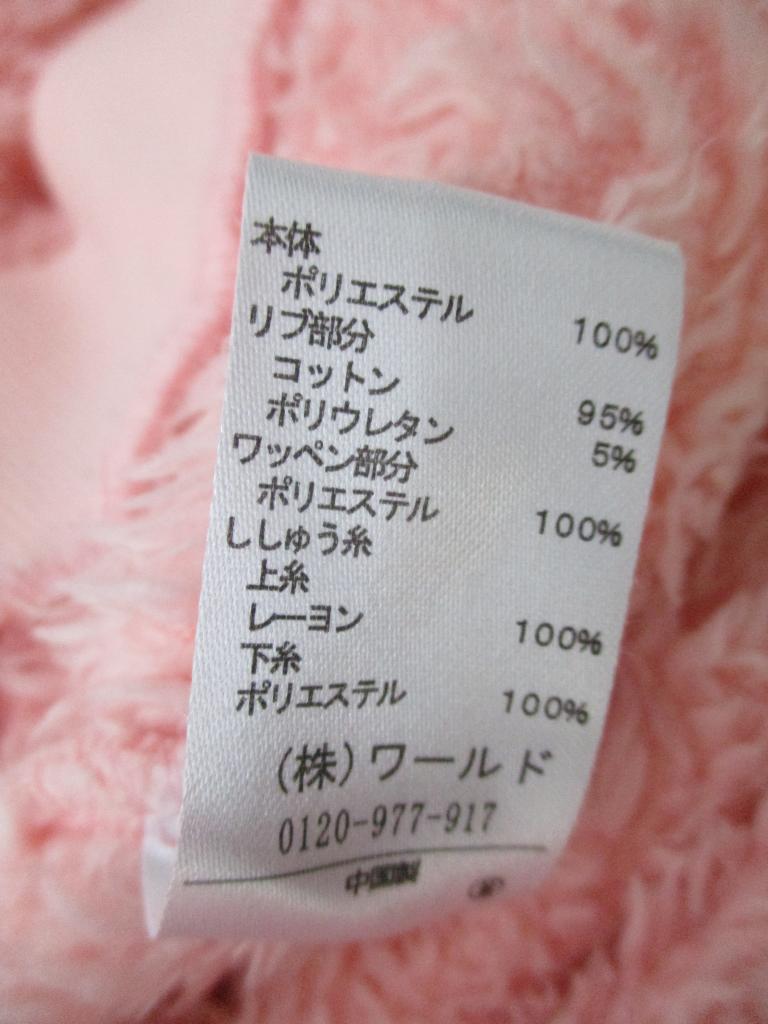 本体
ポリエステル 100%
リブ部分
コットン 95%
ポリウレタン 5%
ワッペン部分
ポリエステル 100%
ししゅう糸
上糸
レーヨン 100%
下糸
ポリエステル 100%
(株)ワールド
0120-977-917
中国製